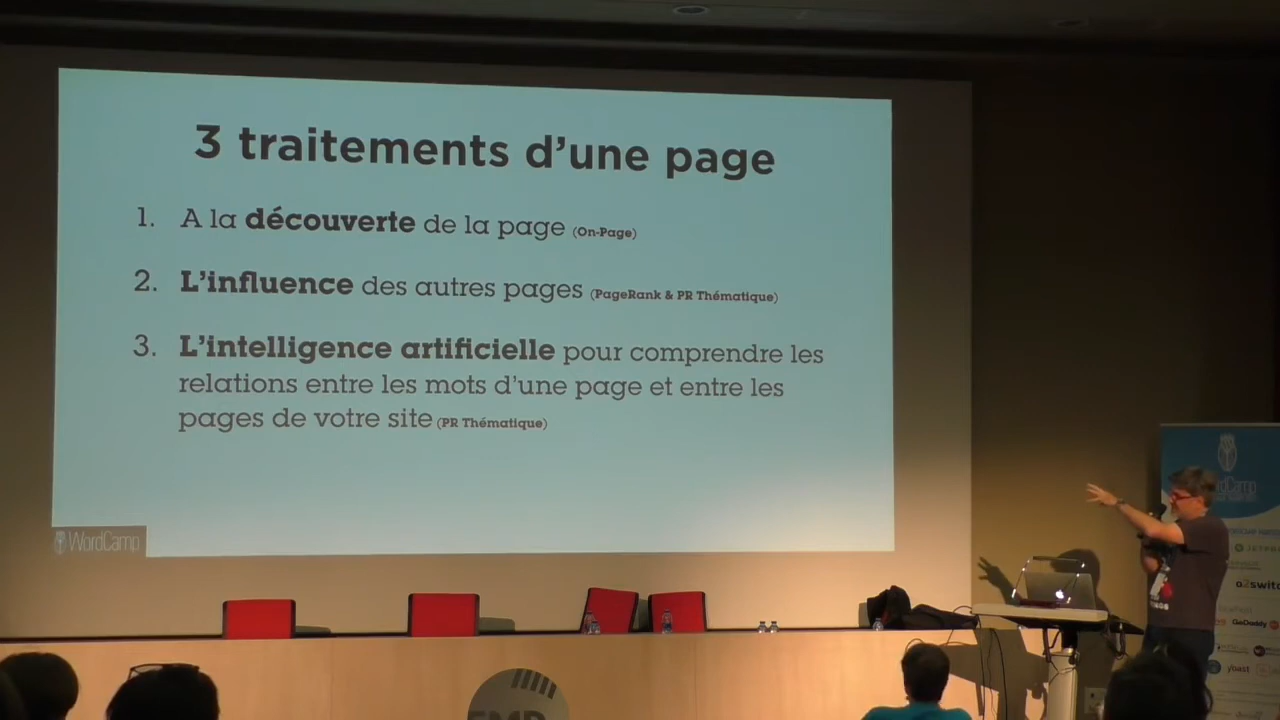 3 traitements d'une page
1. A la découverte de la page (On-Page)
2. L'influence des autres pages (PageRank & PR Thématique)
3. L'intelligence artificielle pour comprendre les
relations entre les mots d'une page et entre les
pages de votre site (PR Thématique)
WordCamp
GoDaddy